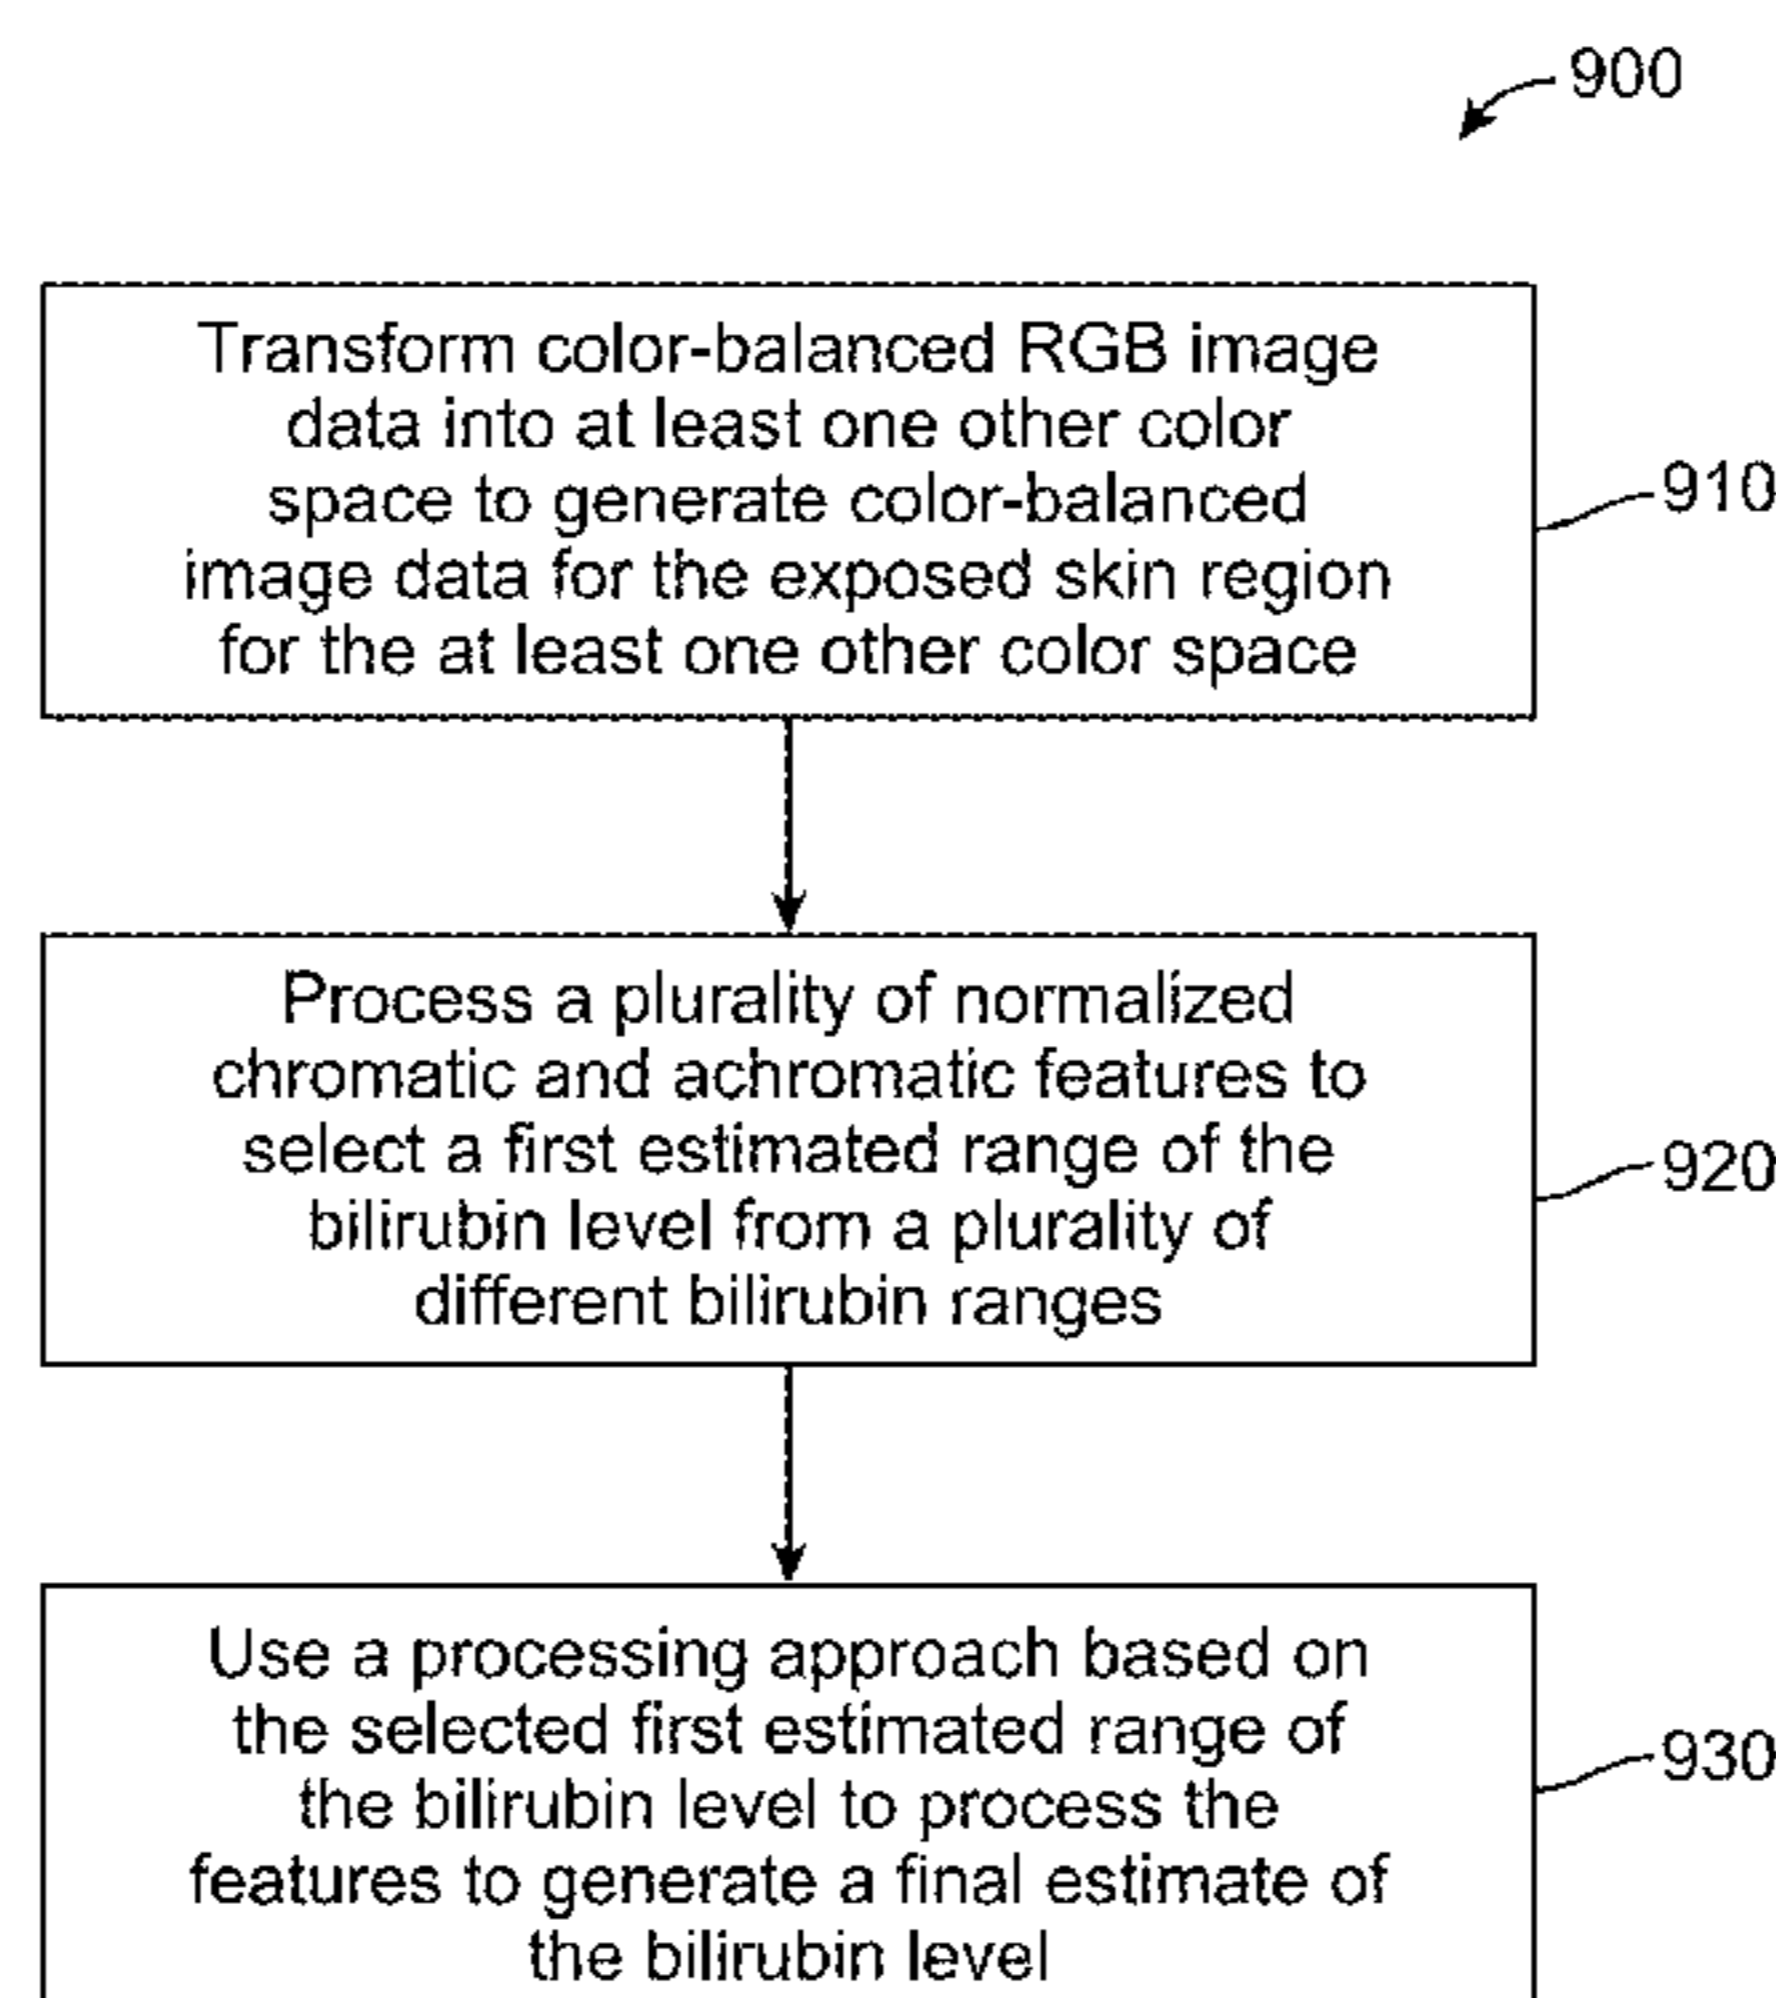 900
Transform color-balanced RGB image
data into at least one other color
space to generate color-balanced
image data for the exposed skin region
for the at least one other color space
910
Process a plurality of normalized
chromatic and achromatic features to
select a first estimated range of the
bilirubin level from a plurality of
different bilirubin ranges
920
Use a processing approach based on
the selected first estimated range of
the bilirubin level to process the
features to generate a final estimate of
the bilirubin level
930